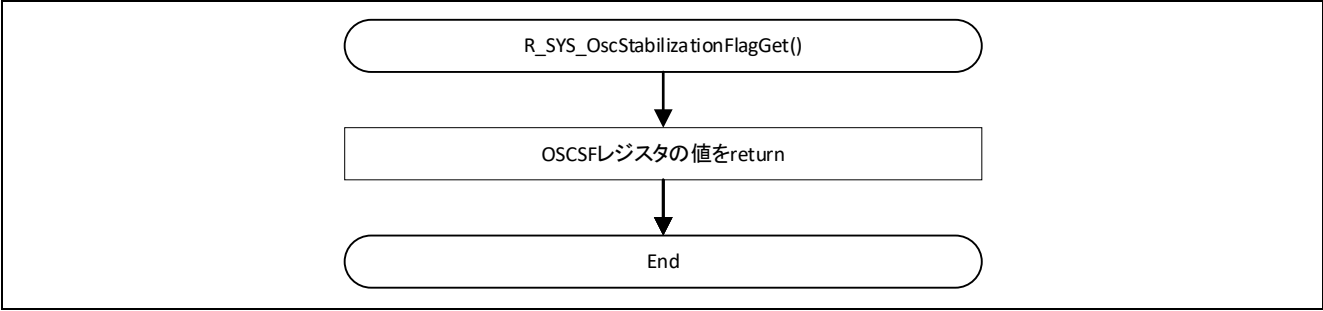 R_SYS_OscStabilizationFlagGet()
OSCSFレジスタの値をreturn
End